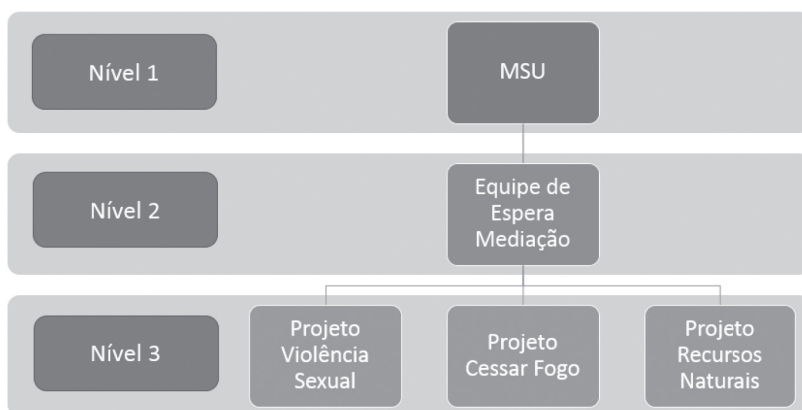 Nível 1
MSU
Nível 2
Equipe de
Espera
Mediação
Nível 3
Projeto
Violência
Sexual
Projeto
Cessar Fogo
Projeto
Recursos
Naturais